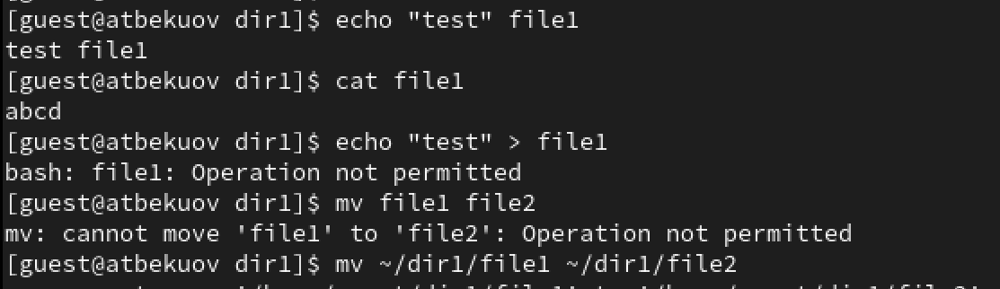 [guest@atbekuov dir1]$ echo "test" file1
test file1
[guest@atbekuov dir1]$ cat file1
abcd
[guest@atbekuov dir1]$ echo "test" > file1
bash: file1: Operation not permitted
[guest@atbekuov dir1]$ mv file1 file2
mv: cannot move 'file1' to 'file2': Operation not permitted
[guest@atbekuov dir1]$ mv ~/dir1/file1 ~/dir1/file2